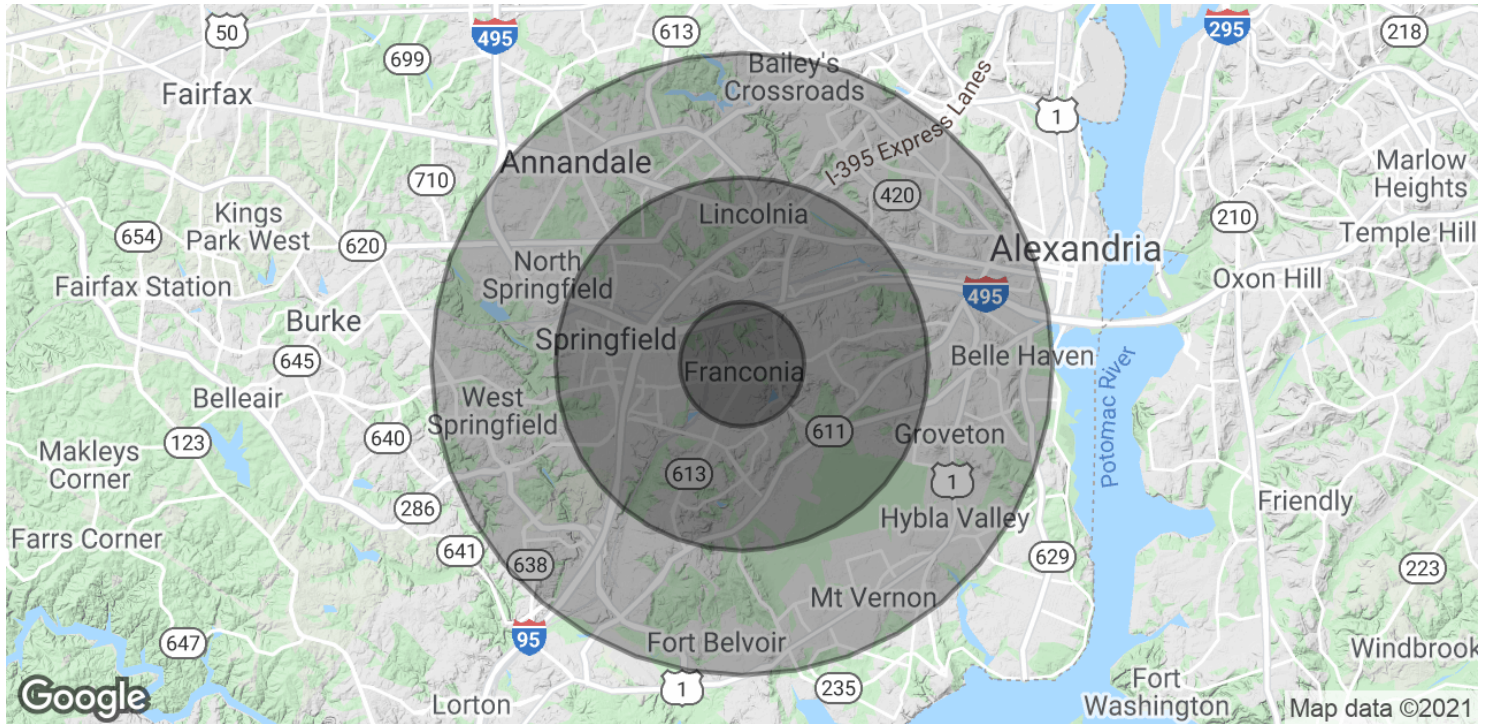 50
495
613
295
218
699
Bailey's
Crossroads
Fairfax
1
I-395 Express Lanes
Annandale
710
420
Marlow
Heights
Kings
Park West
Lincolnia
210
654
620
Alexandria
Temple Hill
North
Springfield
Fairfax Station
495
Oxon Hill
Burke
Springfield
645
Belle Haven
Franconia
Potomac River
Belleair
West
Springfield
123
640
611
Groveton
Makleys
Corner
613
1
286
Hybla Valley
Friendly
Farrs Corner
641
638
629
223
Mt Vernon
95
647
Fort Belvoir
Windbrook
1
235
Fort
Washington
Google
Lorton
Map data ©2021